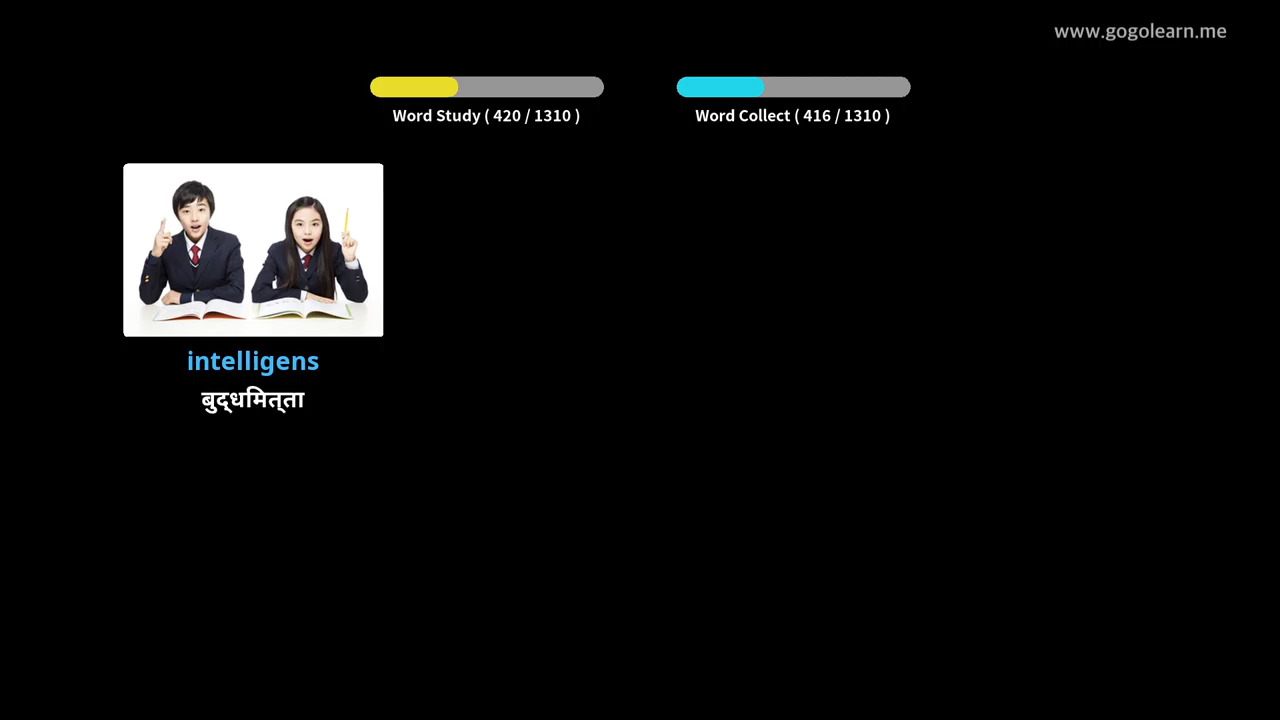 www.gogolearn.me
Word Study ( 420 / 1310 )
Word Collect ( 416 / 1310 )
intelligens
बुद्धिमत्ता